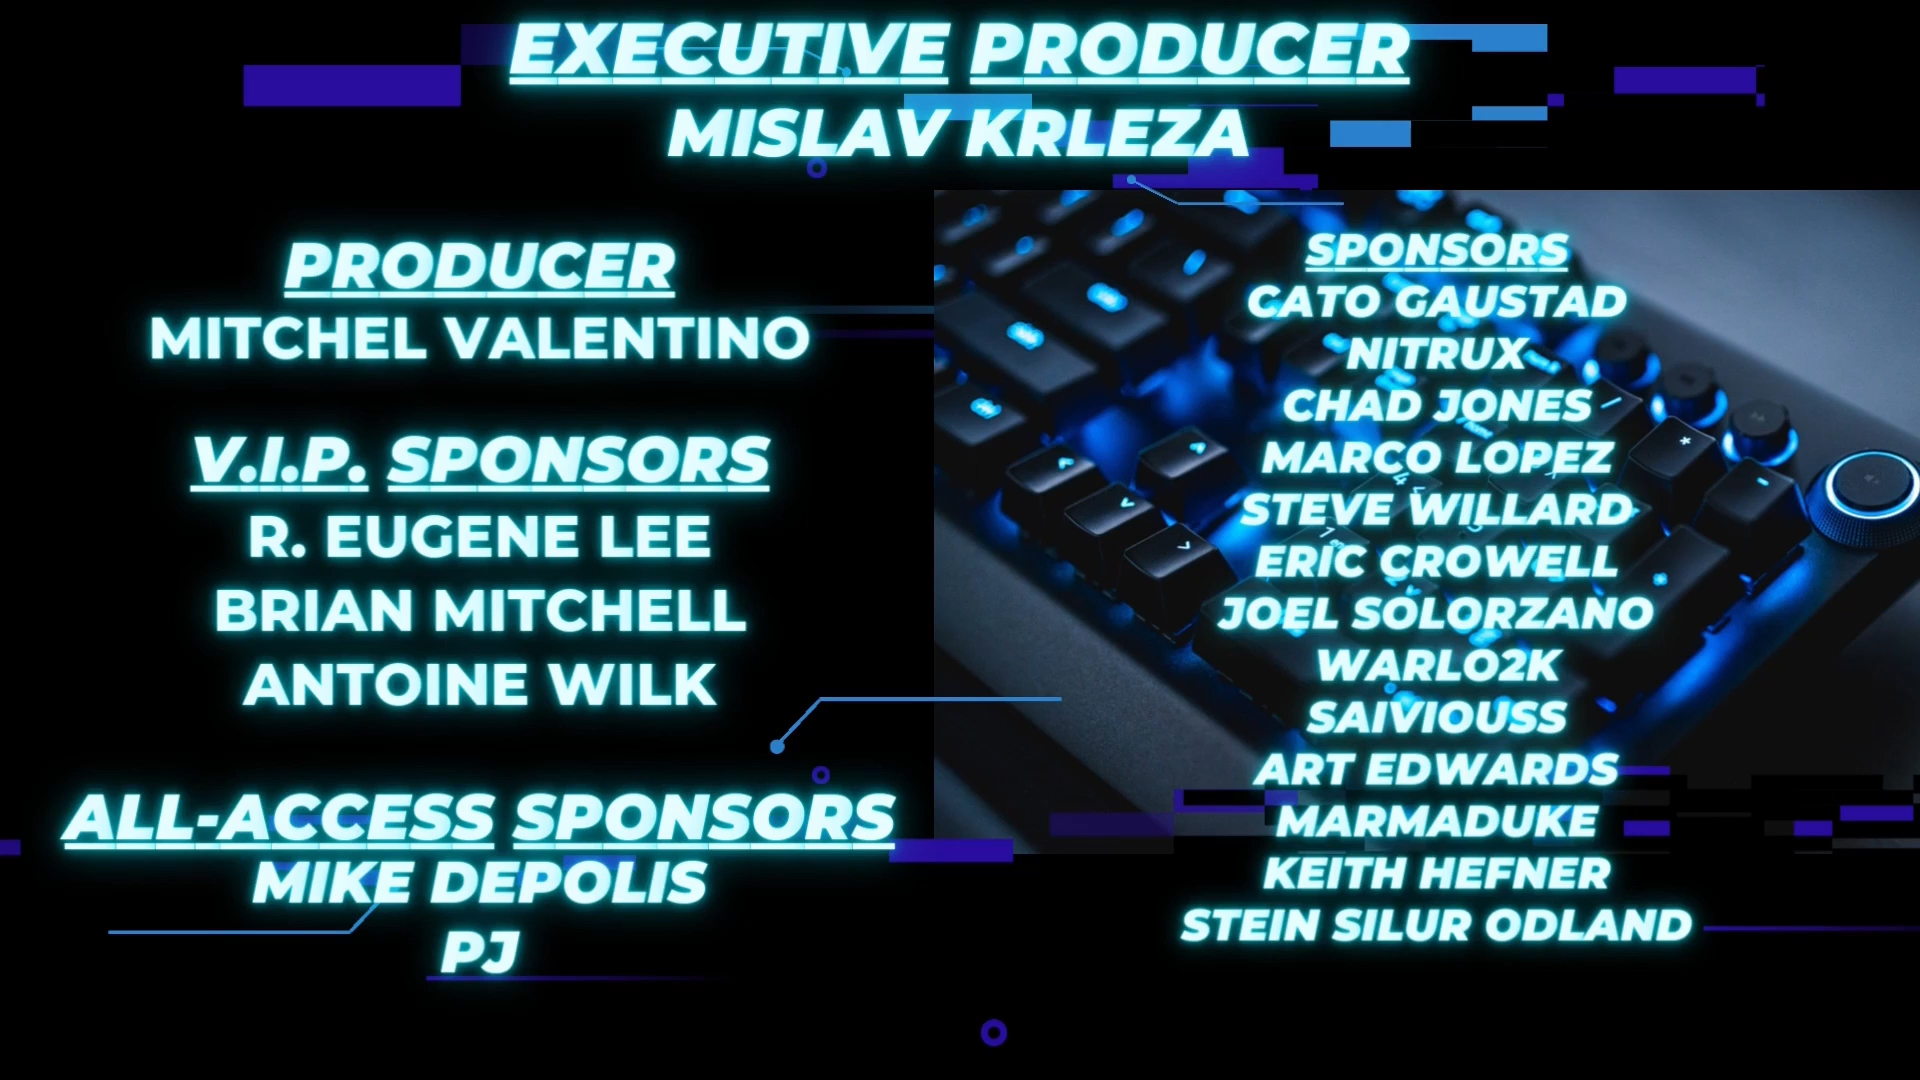 EXECUTIVE PRODUCER
MISLAV KRLEZA
PRODUCER
MITCHEL VALENTINO
V.I.P. SPONSORS
R. EUGENE LEE
BRIAN MITCHELL
ANTOINE WILK
ALL-ACCESS SPONSORS
MIKE DEPOLIS
PJ
SPONSORS
CATO GAUSTAD
NITRUX
CHAD JONES
MARCO LOPEZ
STEVE WILLARD
ERIC CROWELL
JOEL SOLORZANO
WARLO2K
SAIVIOUSS
ART EDWARDS
MARMADUKE
KEITH HEFNER
STEIN SILUR ODLAND